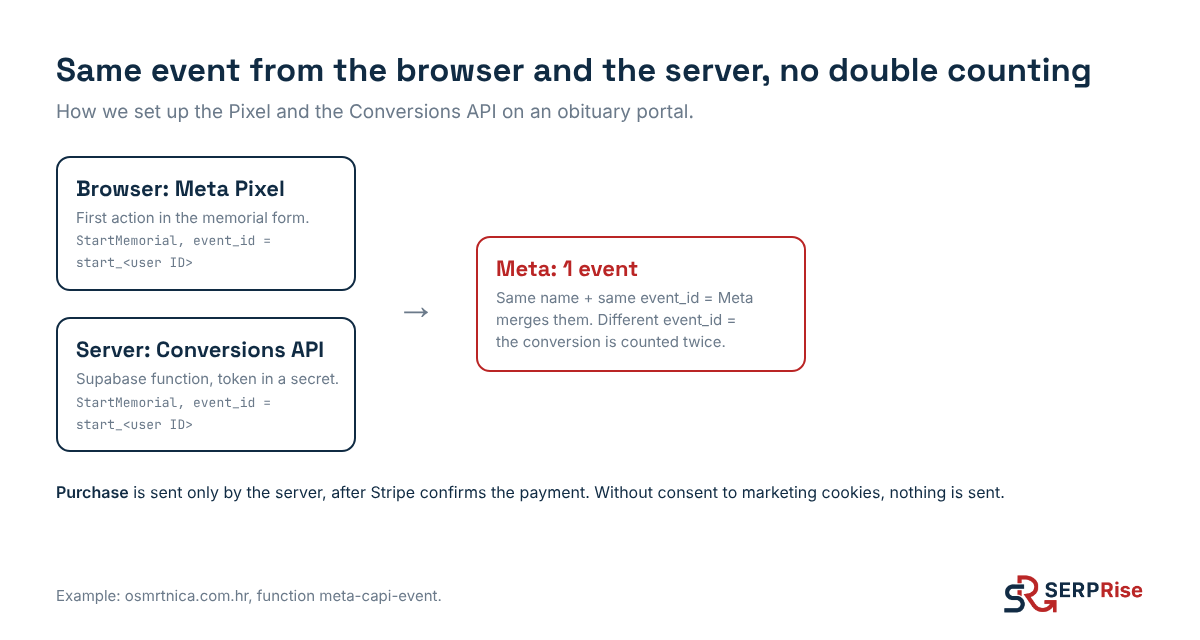 Same event from the browser and the server, no double counting
How we set up the Pixel and the Conversions API on an obituary portal.
Browser: Meta Pixel
First action in the memorial form.
StartMemorial, event_id =
start_<user ID>
Server: Conversions API
Supabase function, token in a secret.
StartMemorial, event_id =
start_<user ID>
→
Meta: 1 event
Same name + same event_id = Meta
merges them. Different event_id =
the conversion is counted twice.
Purchase is sent only by the server, after Stripe confirms the payment. Without consent to marketing cookies, nothing is sent.
Example: osmrtnica.com.hr, function meta-capi-event.
SR SERPRise